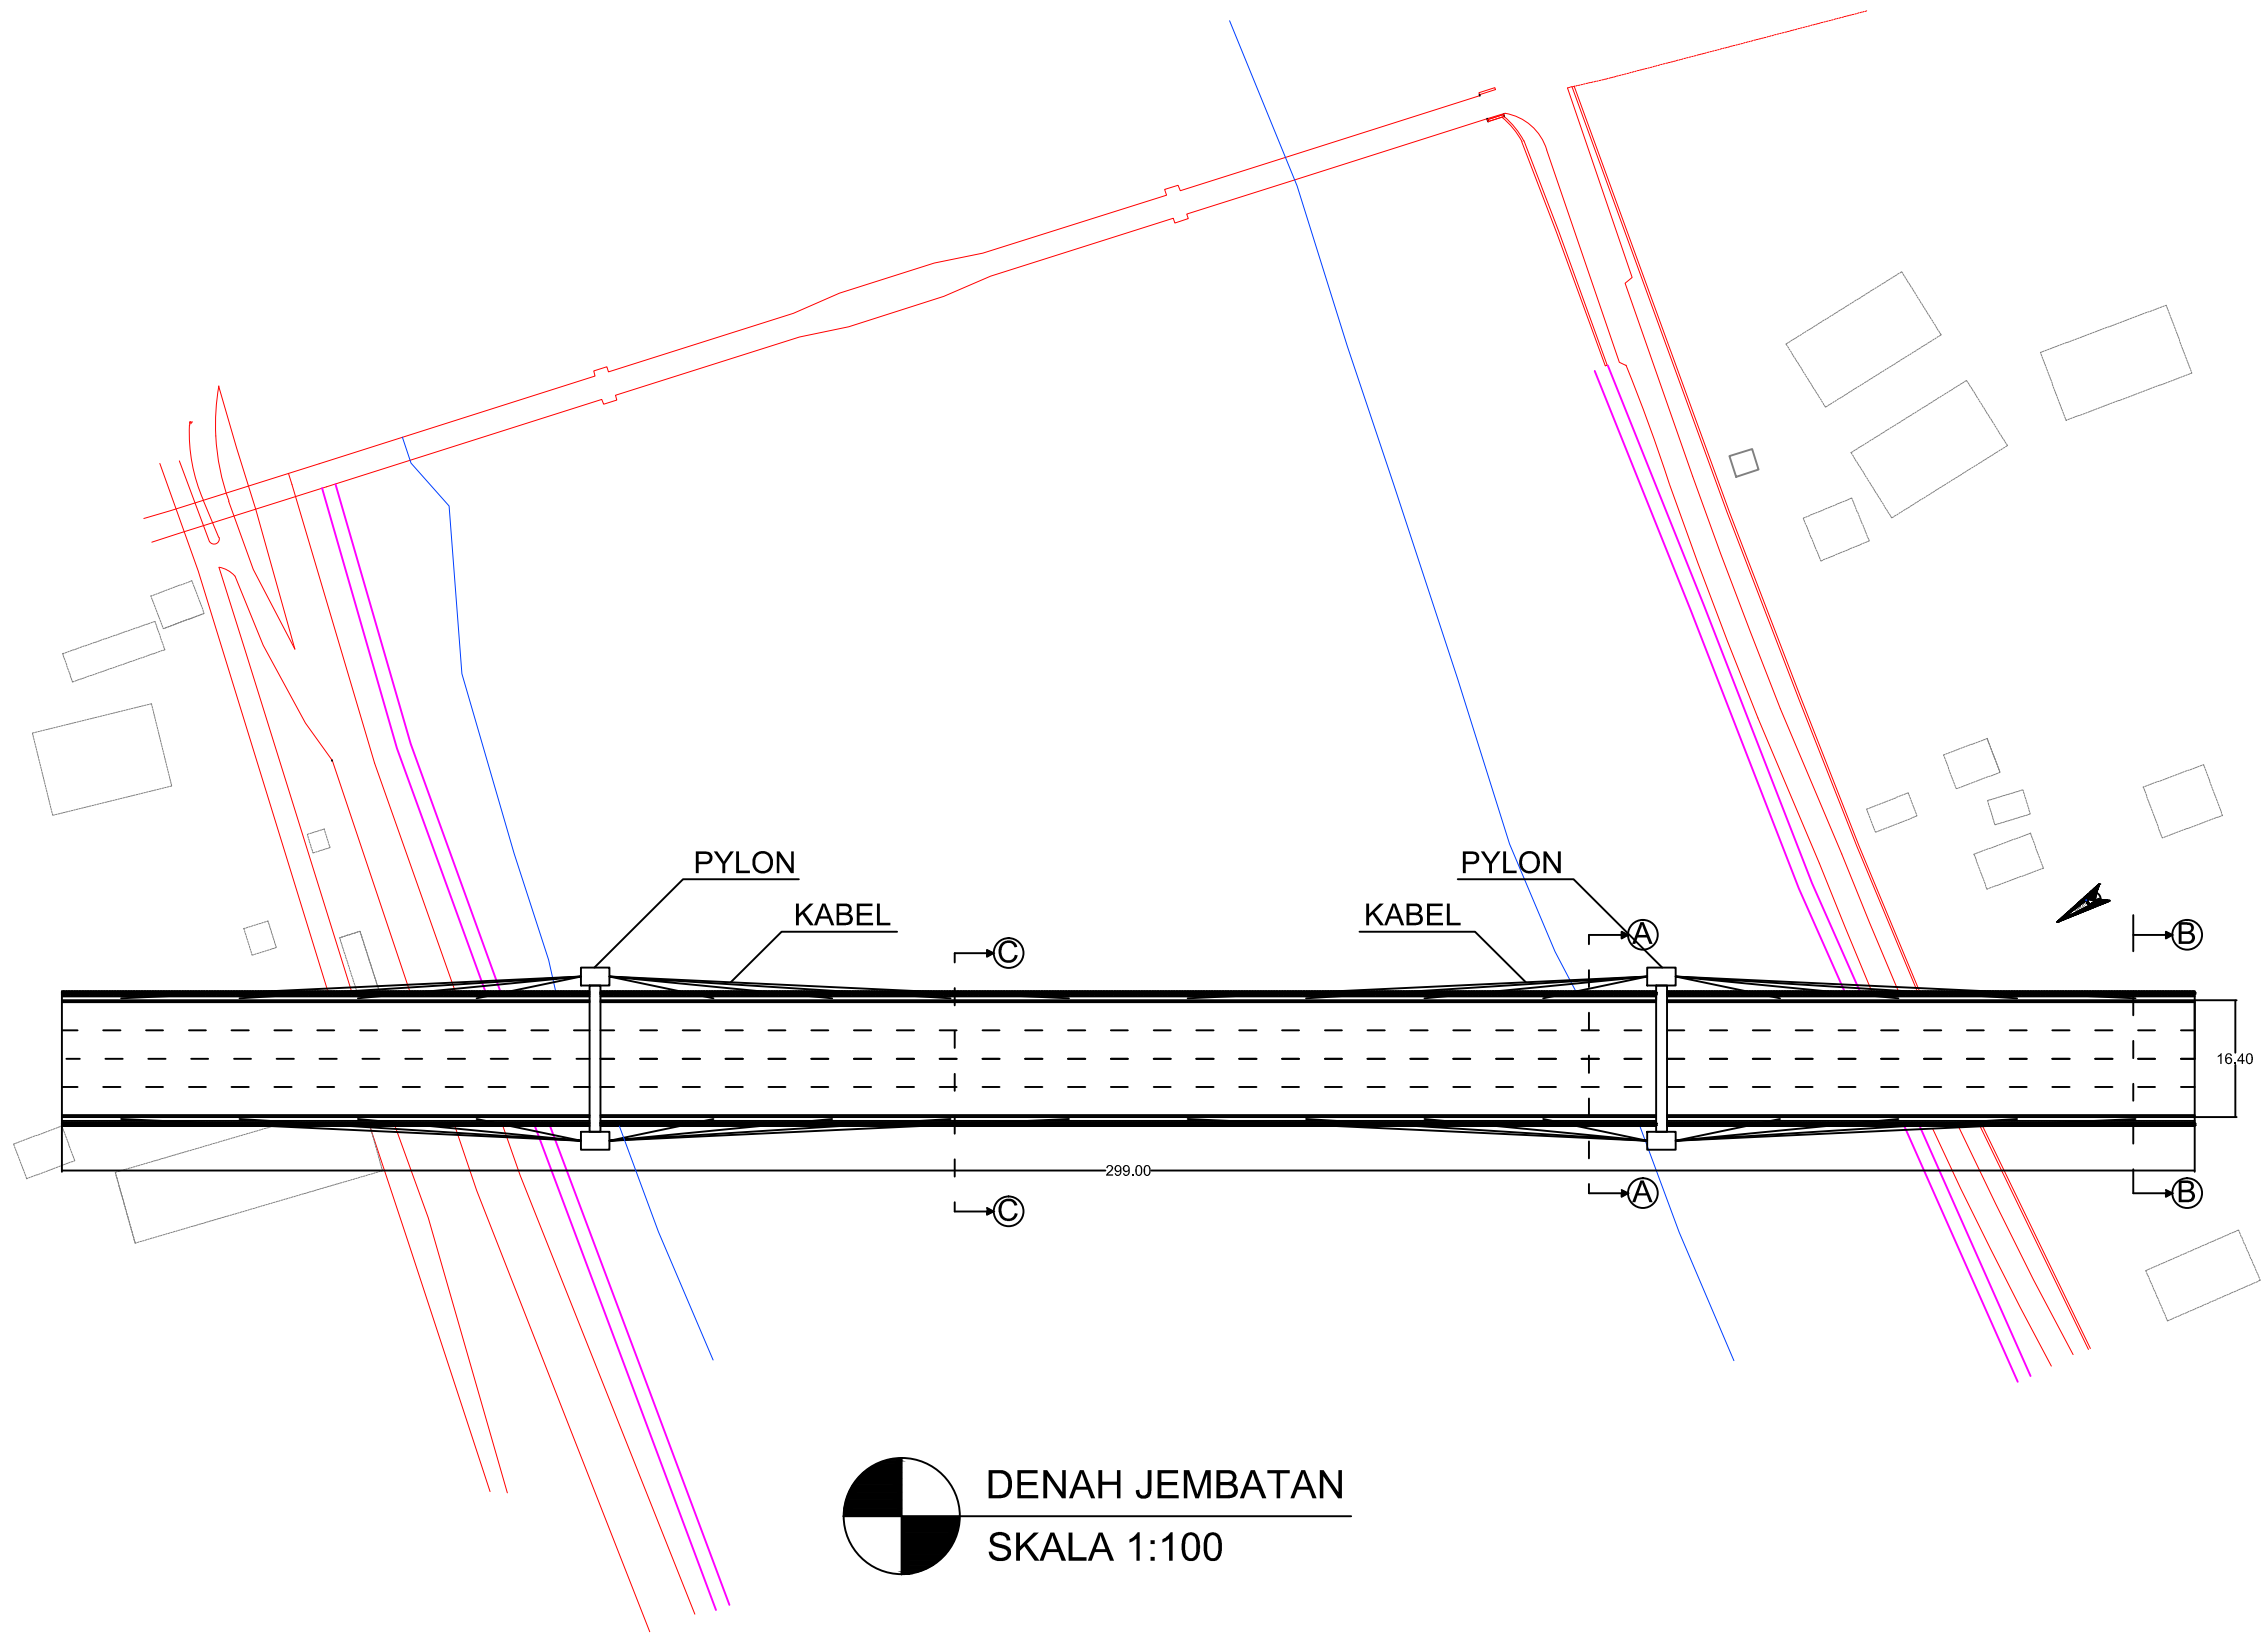 PYLON
PYLON
KABEL
KABEL
A
B
C
B
16.40
299.00
A
B
C
DENAH JEMBATAN
SKALA 1:100